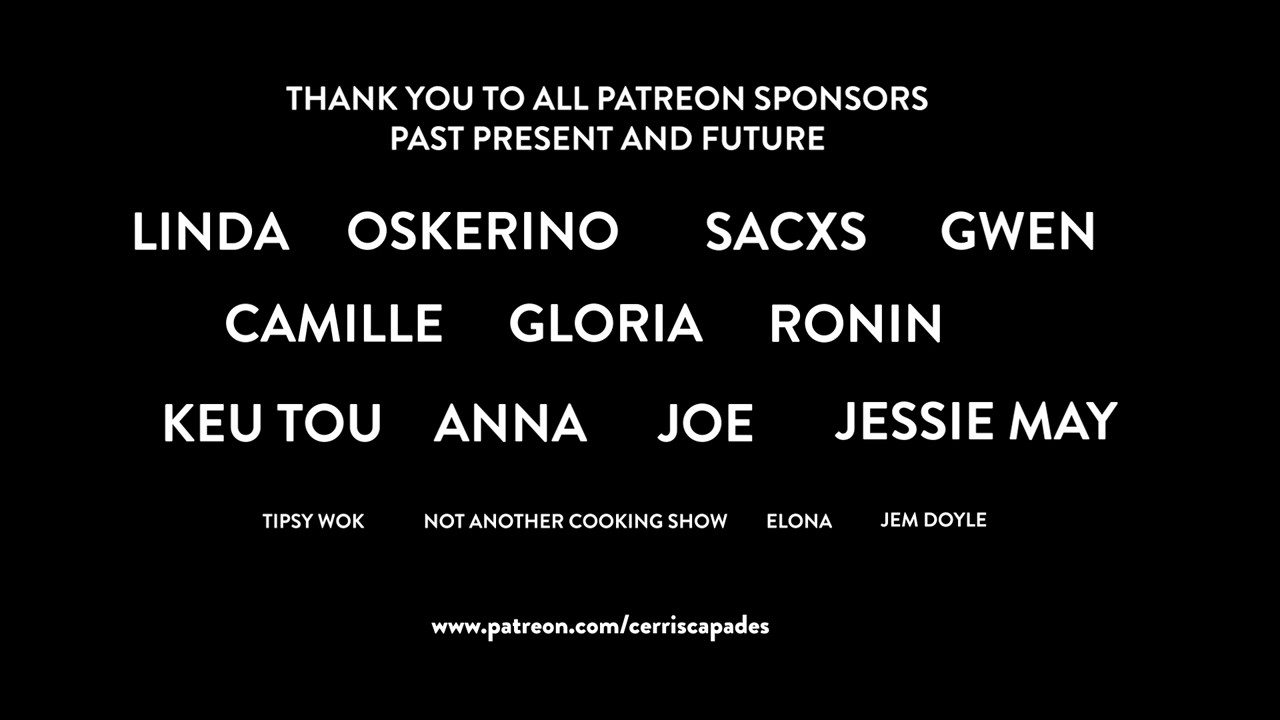 THANK YOU TO ALL PATREON SPONSORS
PAST PRESENT AND FUTURE
LINDA OSKERINO SACXS GWEN
CAMILLE GLORIA RONIN
KEU TOU ANNA JOE JESSIE MAY
TIPSY WOK NOT ANOTHER COOKING SHOW ELONA JEM DOYLE
www.patreon.com/cerriscapades